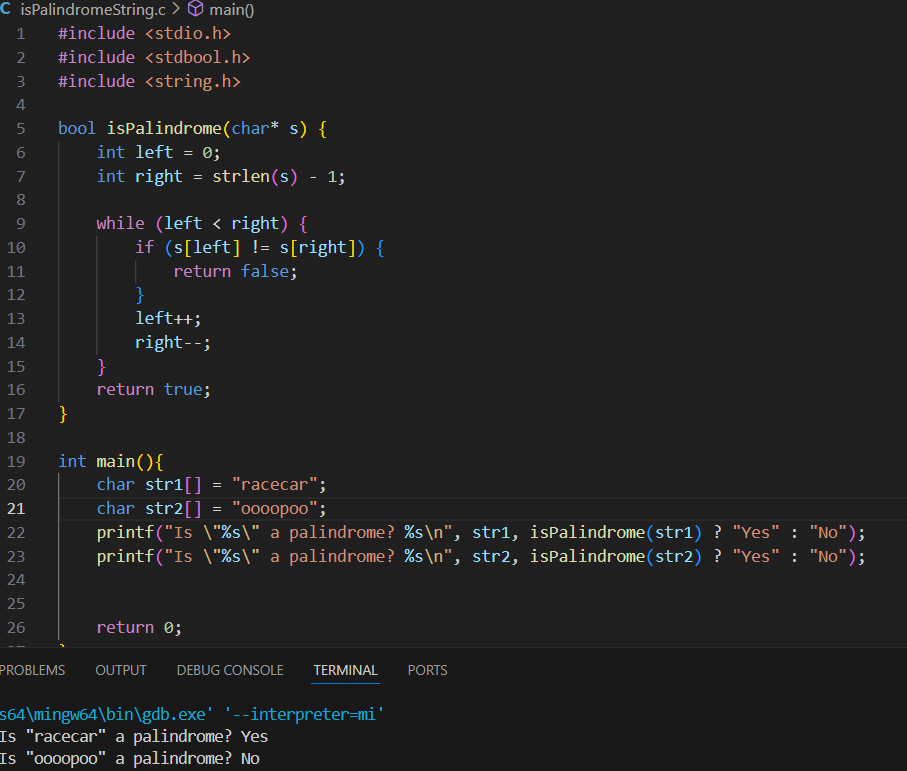 isPalindromeString.c > main()
1 #include <stdio.h>
2 #include <stdbool.h>
3 #include <string.h>
4
5 bool isPalindrome(char* s) {
6     int left = 0;
7     int right = strlen(s) - 1;
8
9     while (left < right) {
10         if (s[left] != s[right]) {
11             return false;
12         }
13         left++;
14         right--;
15     }
16     return true;
17 }
18
19 int main(){
20     char str1[] = "racecar";
21     char str2[] = "oooopoo";
22     printf("Is \"%s\" a palindrome? %s\n", str1, isPalindrome(str1) ? "Yes" : "No");
23     printf("Is \"%s\" a palindrome? %s\n", str2, isPalindrome(str2) ? "Yes" : "No");
24
25
26     return 0;
PROBLEMS OUTPUT DEBUG CONSOLE TERMINAL PORTS
s64\mingw64\bin\gdb.exe' '--interpreter=mi'
Is "racecar" a palindrome? Yes
Is "oooopoo" a palindrome? No